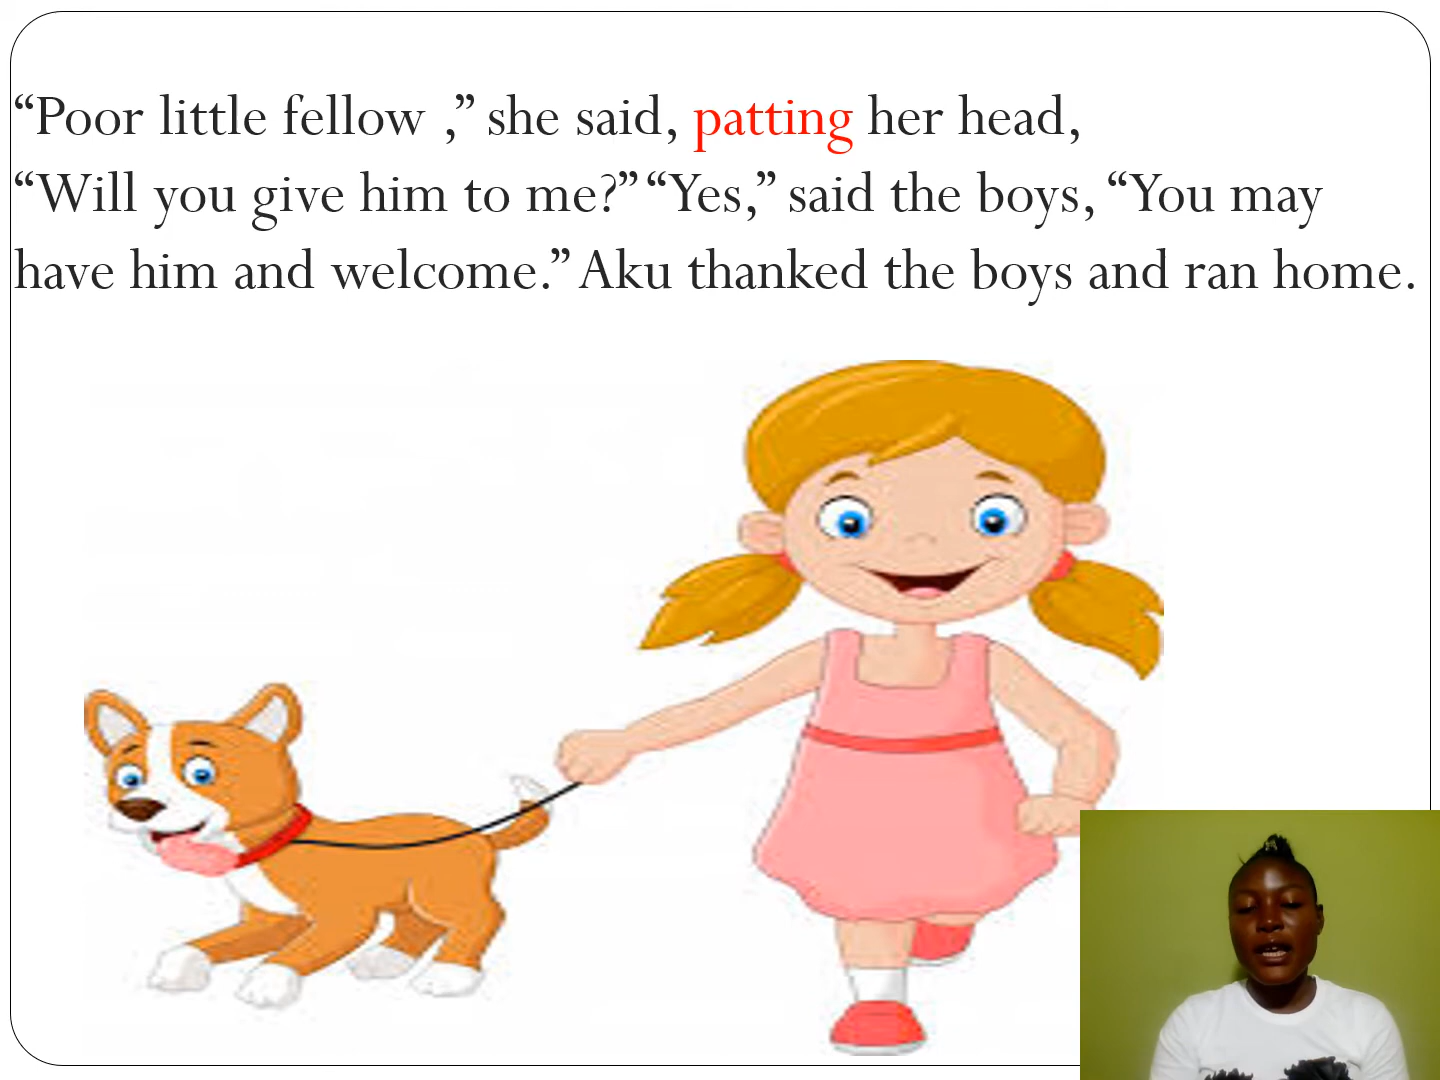 “Poor little fellow ,” she said, patting her head,
“Will you give him to me?” “Yes,” said the boys, “You may
have him and welcome.” Aku thanked the boys and ran home.